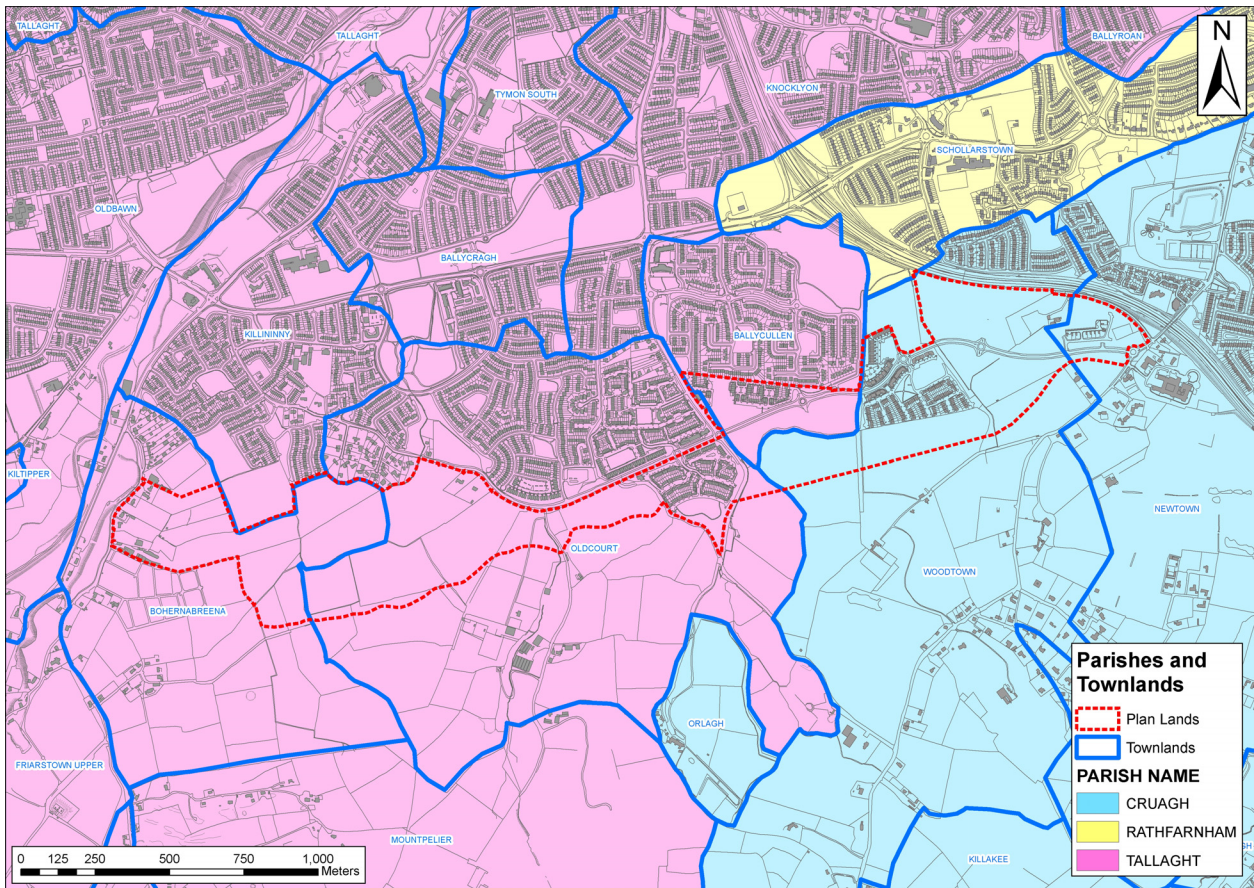 TALLAGHT
TALLAGHT
BALLYROAN
N
TYMON SOUTH
KNOCKLYON
SCHOLLARSTOWN
OLDBAWN
BALLYCRAGH
KILLININNY
BALLYCULLEN
KILTIPPER
NEWTOWN
OLDCOURT
WOODTOWN
BOHERNABREENA
ORLAGH
FRIARSTOWN UPPER
MOUNTPELIER
KILLAKEE
GH
Parishes and
Townlands
Plan Lands
Townlands
PARISH NAME
CRUAGH
RATHFARNHAM
TALLAGHT
0 125 250 500 750 1,000
Meters